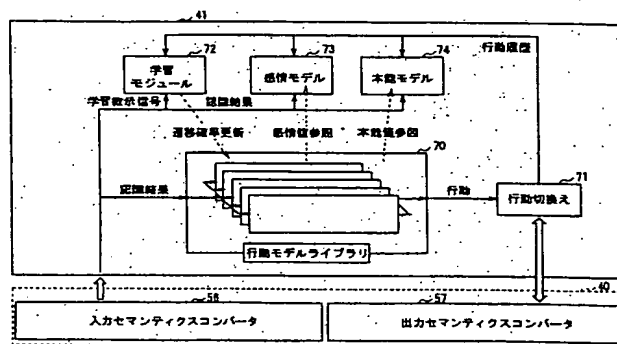 41
72
73
74
行動履歴
学習
モジュール
感情モデル
本能モデル
学習教示信号
認識結果
遷移確率更新
感情値参照
本能値参照
70
認識結果
行動
71
行動切換え
行動モデルライブラリ
40
56
57
入力セマンティクスコンバータ
出力セマンティクスコンバータ